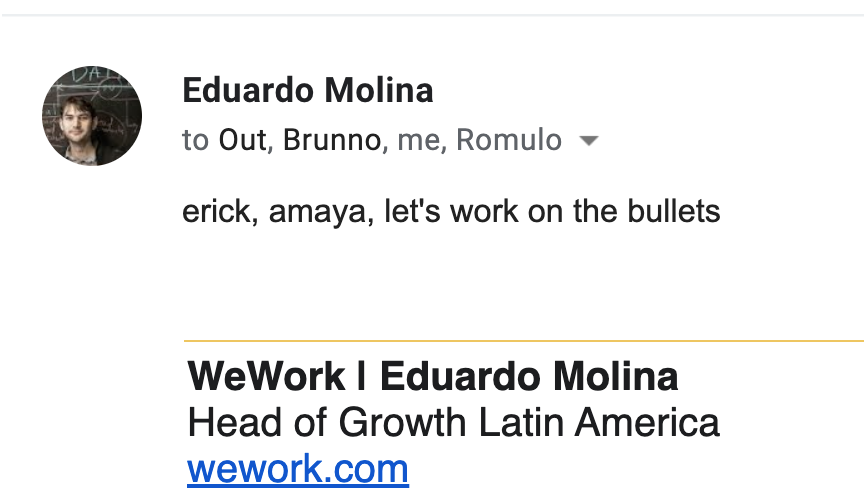 Eduardo Molina
to Out, Brunno, me, Romulo
erick, amaya, let's work on the bullets
WeWork | Eduardo Molina
Head of Growth Latin America
wework.com